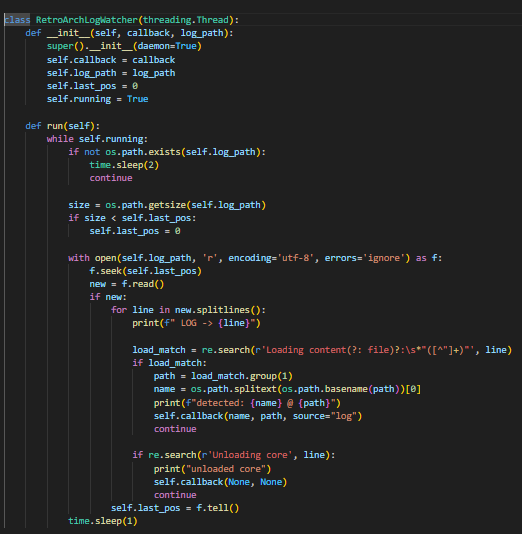 class RetroArchLogWatcher(threading.Thread):
    def __init__(self, callback, log_path):
        super().__init__(daemon=True)
        self.callback = callback
        self.log_path = log_path
        self.last_pos = 0
        self.running = True

    def run(self):
        while self.running:
            if not os.path.exists(self.log_path):
                time.sleep(2)
                continue

            size = os.path.getsize(self.log_path)
            if size < self.last_pos:
                self.last_pos = 0

            with open(self.log_path, 'r', encoding='utf-8', errors='ignore') as f:
                f.seek(self.last_pos)
                new = f.read()
                if new:
                    for line in new.splitlines():
                        print(f" LOG -> {line}")

                        load_match = re.search(r'Loading content(?: file)?:\s*"([^"]+)"', line)
                        if load_match:
                            path = load_match.group(1)
                            name = os.path.splitext(os.path.basename(path))[0]
                            print(f"detected: {name} @ {path}")
                            self.callback(name, path, source="log")
                            continue

                        if re.search(r'Unloading core', line):
                            print("unloaded core")
                            self.callback(None, None)
                            continue
                    self.last_pos = f.tell()
            time.sleep(1)